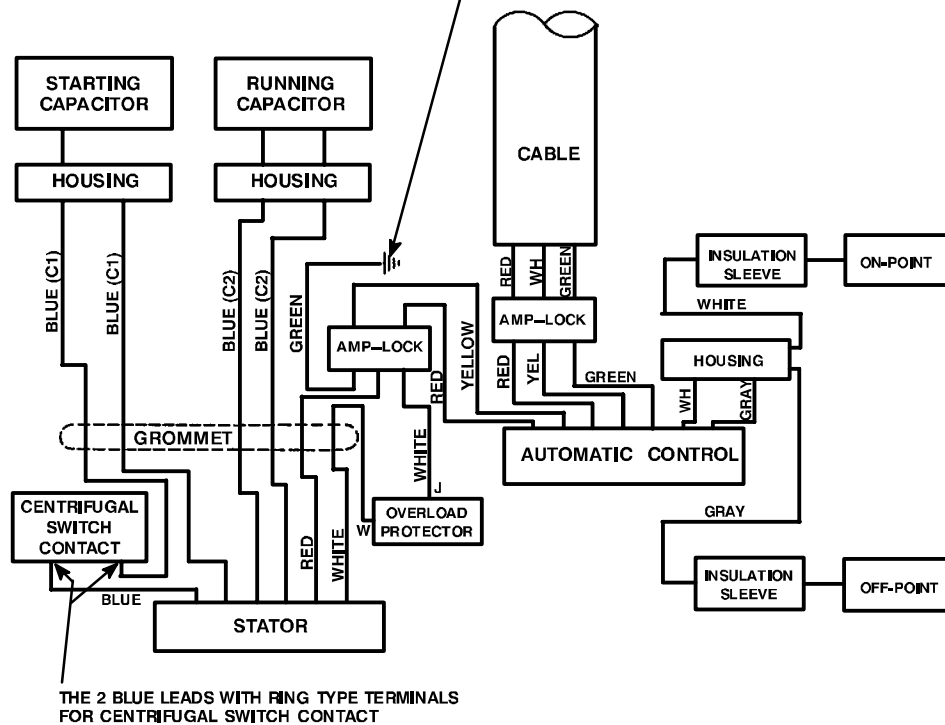 STARTING
CAPACITOR
RUNNING
CAPACITOR
CABLE
HOUSING
HOUSING
BLUE (C1)
BLUE (C1)
BLUE (C2)
BLUE (C2)
GREEN
RED
WH
GREEN
INSULATION
SLEEVE
ON-POINT
WHITE
AMP-LOCK
AMP-LOCK
YELLOW
RED
RED
YEL
GREEN
HOUSING
WH
GRAY
GROMMET
WHITE
AUTOMATIC CONTROL
J
W
OVERLOAD
PROTECTOR
CENTRIFUGAL
SWITCH
CONTACT
RED
WHITE
GRAY
BLUE
INSULATION
SLEEVE
OFF-POINT
STATOR
THE 2 BLUE LEADS WITH RING TYPE TERMINALS
FOR CENTRIFUGAL SWITCH CONTACT